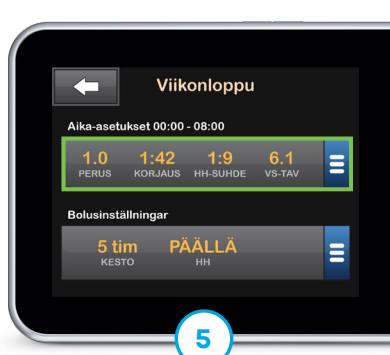 Viikonloppu
Aika-asetukset 00:00 - 08:00
1.0 1:42 1:9 6.1
PERUS KORJAUS HH-SUHDE VS-TAV
Bolusinställningar
5 tim PÄÄLLÄ
KESTO HH
5